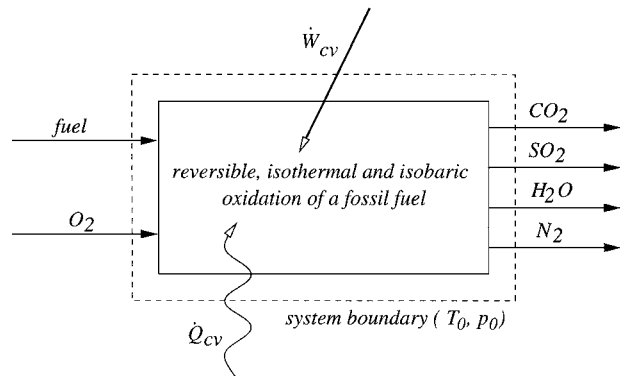 Ẇcv
fuel
O2
reversible, isothermal and isobaric
oxidation of a fossil fuel
CO2
SO2
H2O
N2
Q̇cv
system boundary ( T0, p0)